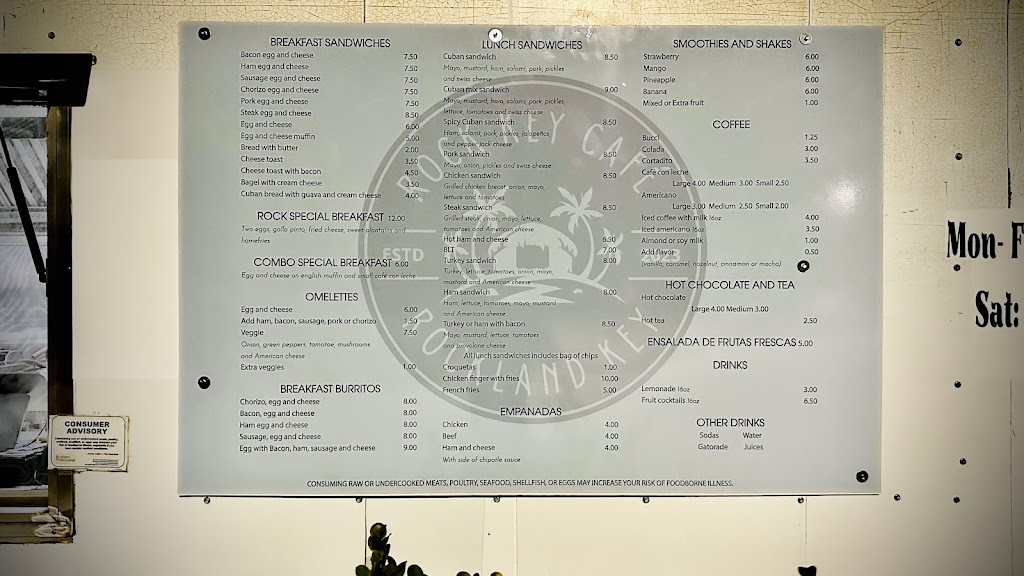 BREAKFAST SANDWICHES
Bacon egg and cheese 7.50
Ham egg and cheese 7.50
Sausage egg and cheese 7.50
Chorizo egg and cheese 7.50
Pork egg and cheese 7.50
Steak egg and cheese 8.50
Egg and cheese 6.00
Egg and cheese muffin 5.00
Bread with butter 2.00
Cheese toast 3.50
Cheese toast with bacon 4.50
Bagel with cream cheese 3.50
Cuban bread with guava and cream cheese 4.00
ROCK SPECIAL BREAKFAST 12.00
Two eggs, gallo pinto, fried cheese, sweet plantains and
homefries
COMBO SPECIAL BREAKFAST 6.00
Egg and cheese on english muffin and small café con leche
OMELETTES
Egg and cheese 6.00
Add ham, bacon, sausage, pork or chorizo 1.50
Veggie 7.50
Onion, green peppers, tomatoe, mushrooms
and American cheese
Extra veggies 1.00
BREAKFAST BURRITOS
Chorizo, egg and cheese 8.00
Bacon, egg and cheese 8.00
Ham egg and cheese 8.00
Sausage, egg and cheese 8.00
Egg with Bacon, ham, sausage and cheese 9.00
LUNCH SANDWICHES
Cuban sandwich 8.50
Mayo, mustard, ham, salami, pork, pickles
and swiss cheese
Cuban mix sandwich 9.00
Mayo, mustard, ham, salami, pork, pickles,
lettuce, tomatoes and swiss cheese
Spicy Cuban sandwich 8.50
Ham, salami, pork, pickles, jalapeños,
and pepper jack cheese
Pork sandwich 8.50
Mayo, onion, pickles and swiss cheese
Chicken sandwich 8.50
Grilled chicken breast, onion, mayo,
lettuce and tomatoes
Steak sandwich 8.50
Grilled steak, onion, mayo, lettuce,
tomatoes and American cheese
Hot ham and cheese 6.50
BLT 7.00
Turkey sandwich 8.00
Turkey, lettuce, tomatoes, onion, mayo,
mustard and American cheese
Ham sandwich 8.00
Ham, lettuce, tomatoes, mayo, mustard
and American cheese
Turkey or ham with bacon 8.50
Mayo, mustard, lettuce, tomatoes
and provolone cheese
All lunch sandwiches includes bag of chips
Croquetas 1.00
Chicken finger with fries 10.00
French fries 5.00
EMPANADAS
Chicken 4.00
Beef 4.00
Ham and cheese 4.00
With side of chipotle sauce
SMOOTHIES AND SHAKES
Strawberry 6.00
Mango 6.00
Pineapple 6.00
Banana 6.00
Mixed or Extra fruit 1.00
COFFEE
Bucci 1.25
Colada 3.00
Cortadito 3.50
Café con leche
Large 4.00 Medium 3.00 Small 2.50
Americano
Large 3.00 Medium 2.50 Small 2.00
Iced coffee with milk 16oz 4.00
Iced americano 16oz 3.50
Almond or soy milk 1.00
Add flavor 0.50
(vanilla, caramel, hazelnut, cinnamon or mocha)
HOT CHOCOLATE AND TEA
Hot chocolate
Large 4.00 Medium 3.00
Hot tea 2.50
ENSALADA DE FRUTAS FRESCAS 5.00
DRINKS
Lemonade 16oz 3.00
Fruit cocktails 16oz 6.50
OTHER DRINKS
Sodas Water
Gatorade Juices
CONSUMING RAW OR UNDERCOOKED MEATS, POULTRY, SEAFOOD, SHELLFISH, OR EGGS MAY INCREASE YOUR RISK OF FOODBORNE ILLNESS.
ROCK KEY CAFE
ESTD 2023
ROCKLAND KEY
CONSUMER
ADVISORY
Mon- F
Sat: